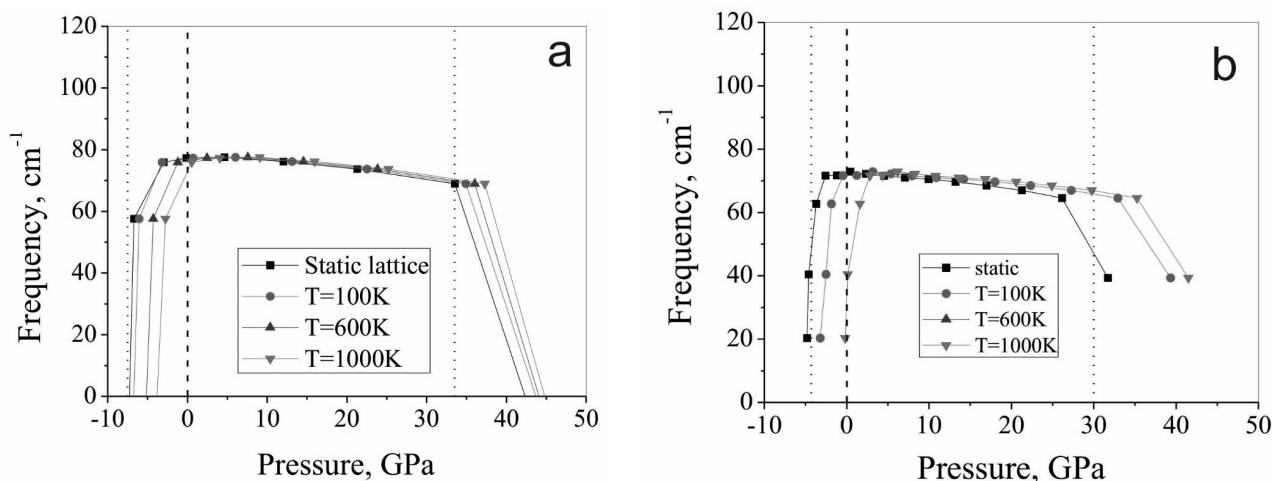 a
120
100
80
60
40
20
0
Frequency, cm-1
Static lattice
T=100K
T=600K
T=1000K
-10 0 10 20 30 40 50
Pressure, GPa
b
120
100
80
60
40
20
0
Frequency, cm-1
static
T=100K
T=600K
T=1000K
-10 0 10 20 30 40 50
Pressure, GPa